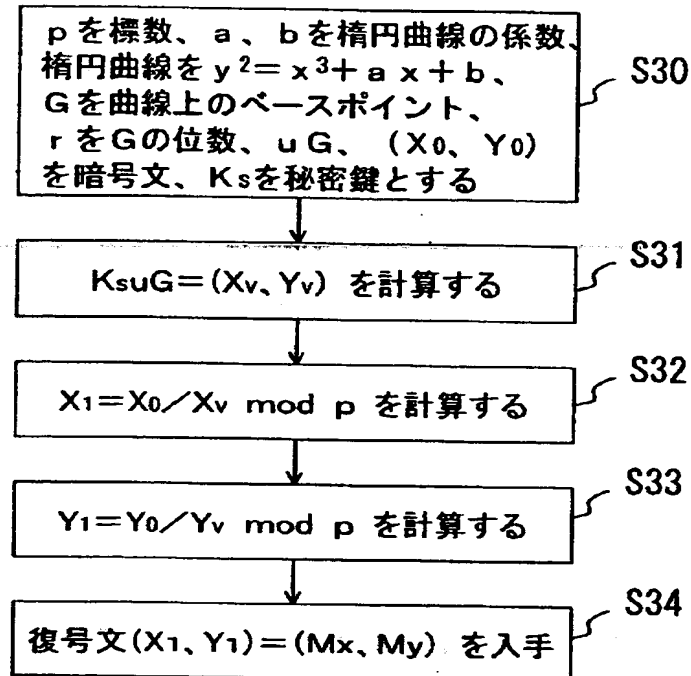 pを標数、a、bを楕円曲線の係数、
楕円曲線をy²=x³+ax+b、
Gを曲線上のベースポイント、
rをGの位数、uG、(X0、Y0)
を暗号文、Ksを秘密鍵とする
S30
KsuG=(Xv、Yv) を計算する
S31
X1=X0/Xv mod p を計算する
S32
Y1=Y0/Yv mod p を計算する
S33
復号文(X1、Y1)=(Mx、My) を入手
S34